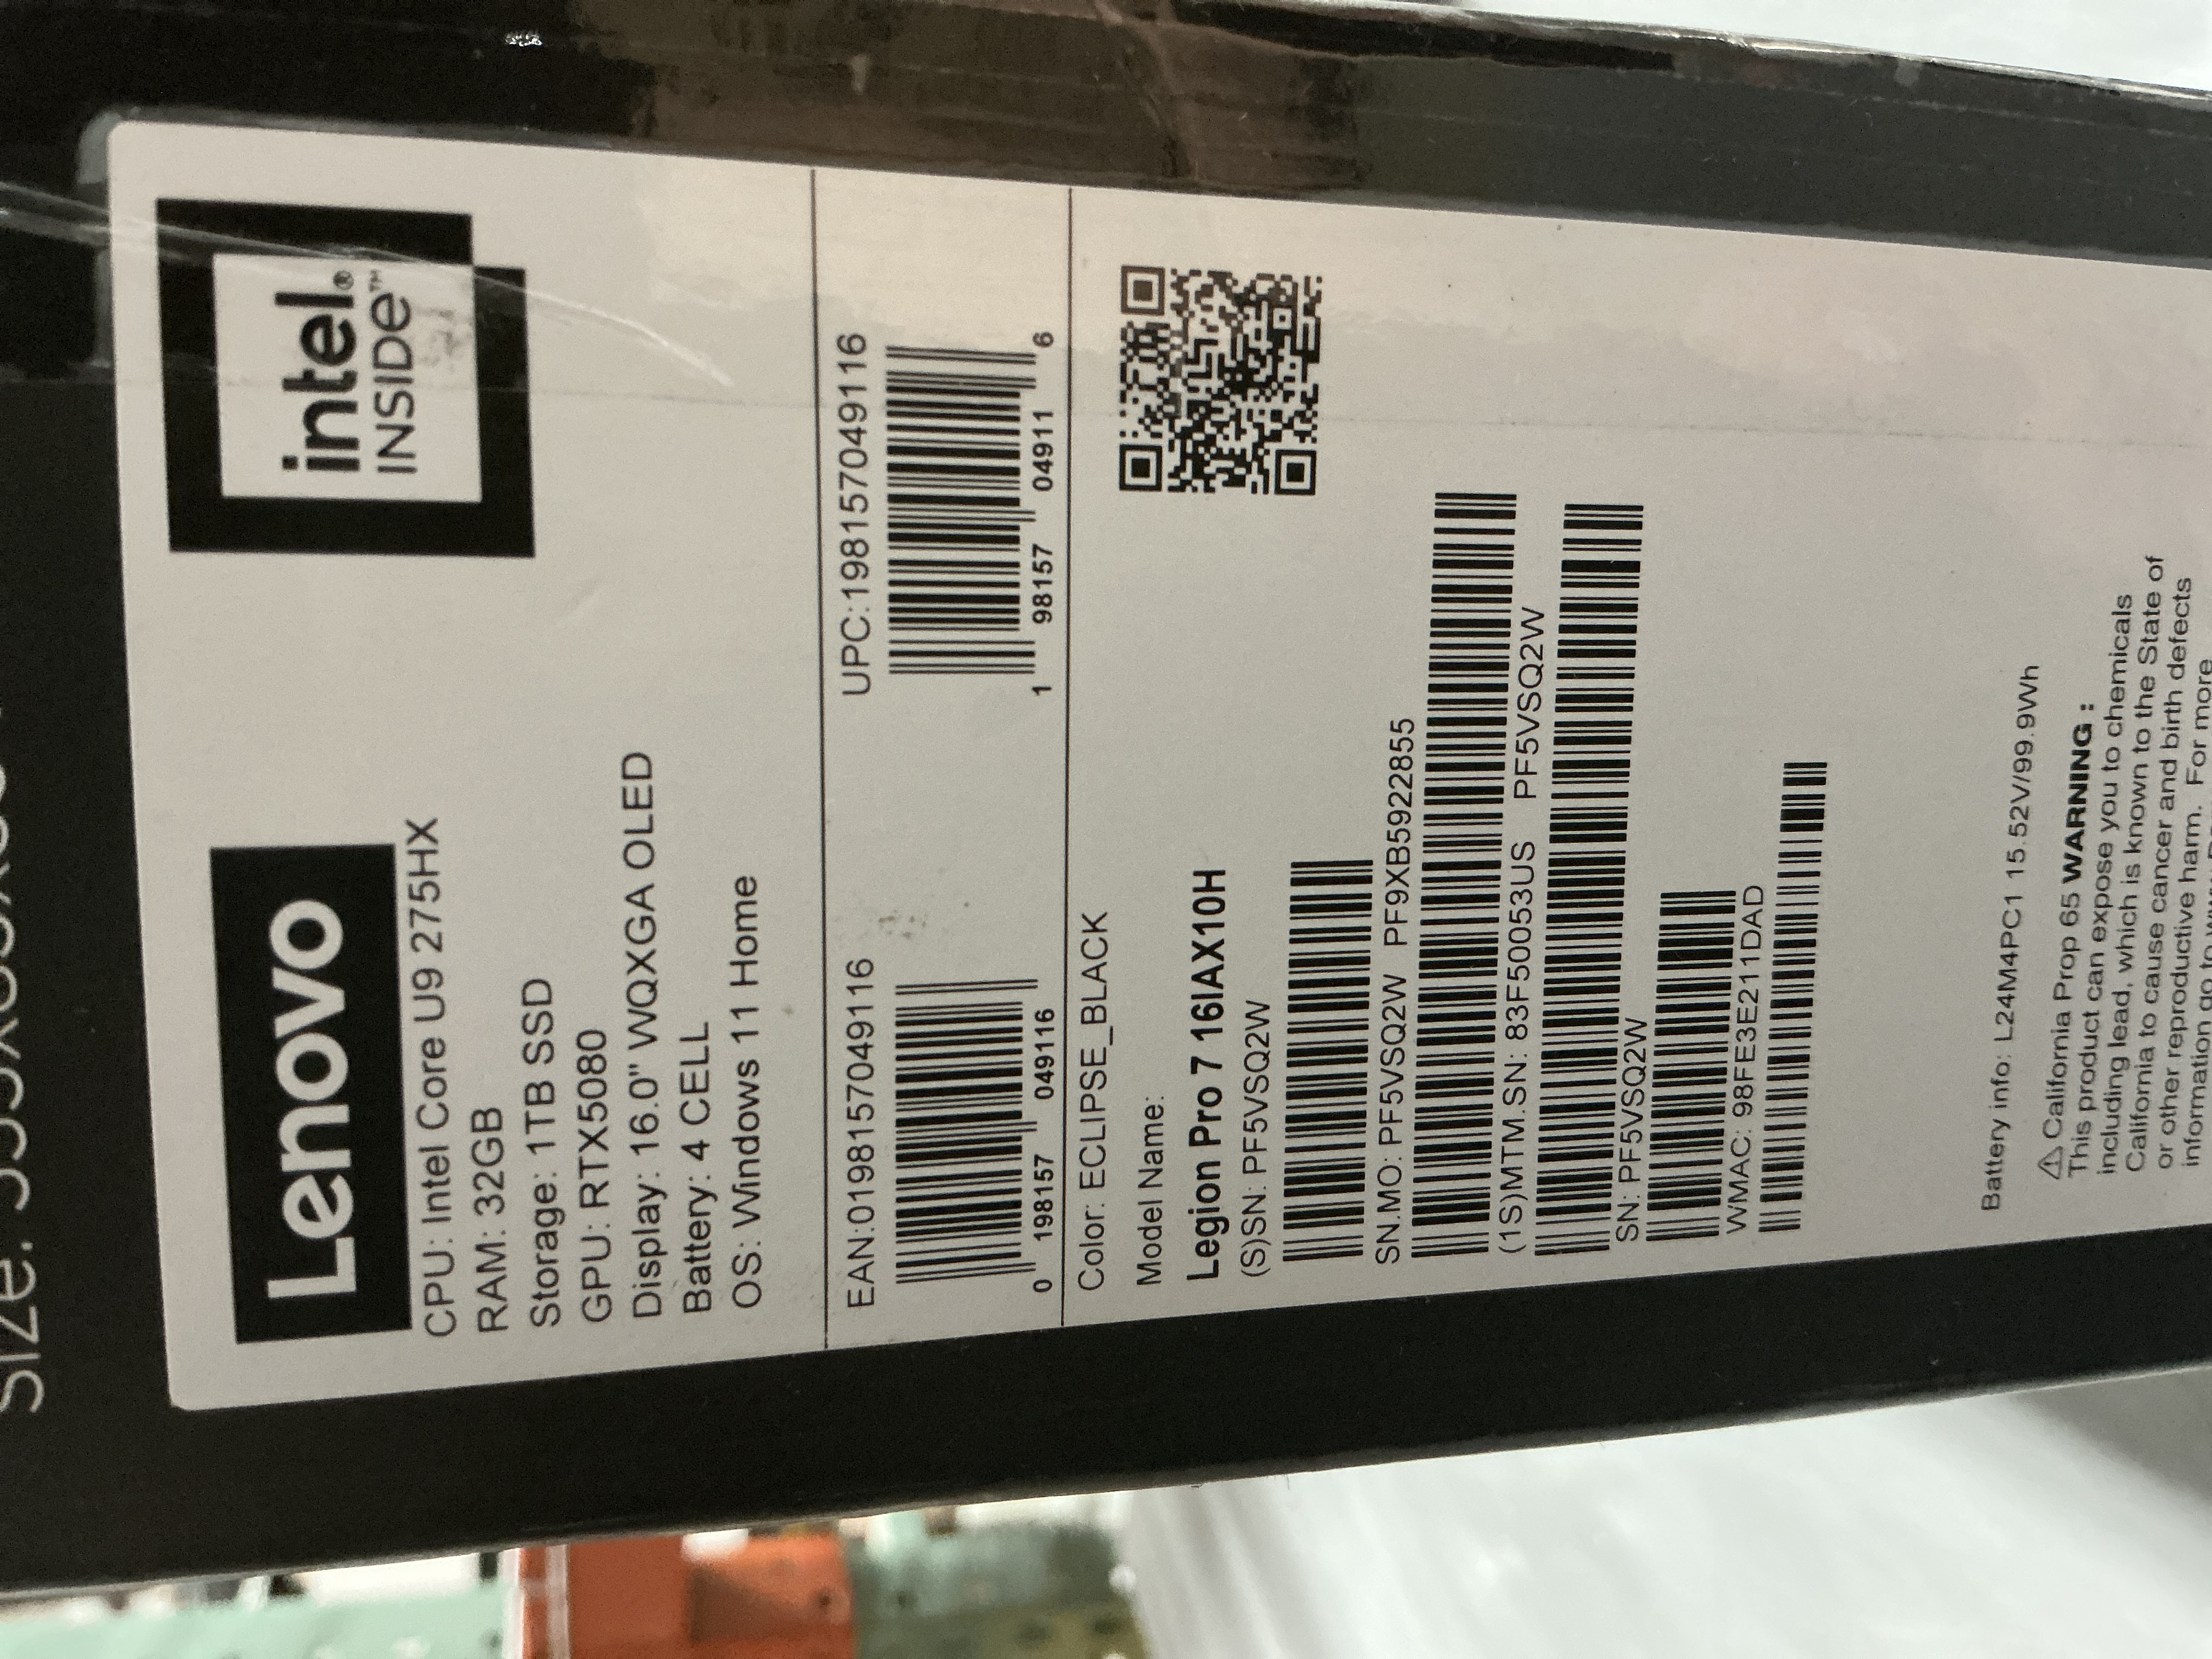 Lenovo
intel®
INSIDE™
CPU: Intel Core U9 275HX
RAM: 32GB
Storage: 1TB SSD
GPU: RTX5080
Display: 16.0" WQXGA OLED
Battery: 4 CELL
OS: Windows 11 Home
EAN:0198157049116 UPC:198157049116
0 198157 049116 1 98157 04911 6
Color: ECLIPSE_BLACK
Model Name:
Legion Pro 7 16IAX10H
(S)SN: PF5VSQ2W
SN.MO: PF5VSQ2W PF9XB5922855
(1S)MTM.SN: 83F50053US PF5VSQ2W
SN: PF5VSQ2W
WMAC: 98FE3E211DAD
Battery info: L24M4PC1 15.52V/99.9Wh
⚠ California Prop 65 WARNING :
This product can expose you to chemicals
including lead, which is known to the State of
California to cause cancer and birth defects
or other reproductive harm. For more
information go to